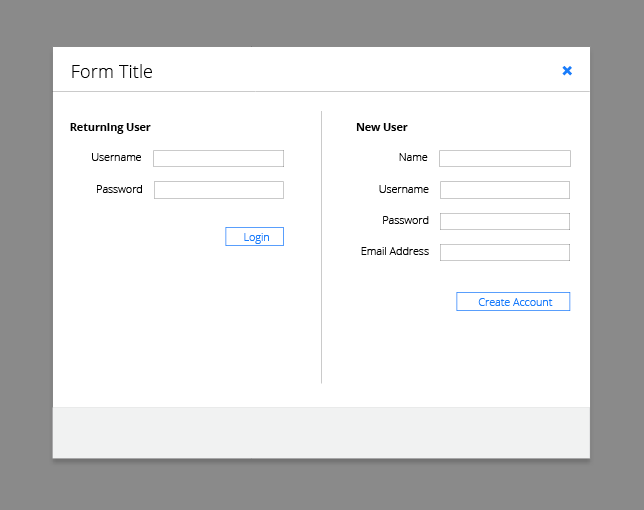 Form Title
Returning User
Username
Password
Login
New User
Name
Username
Password
Email Address
Create Account